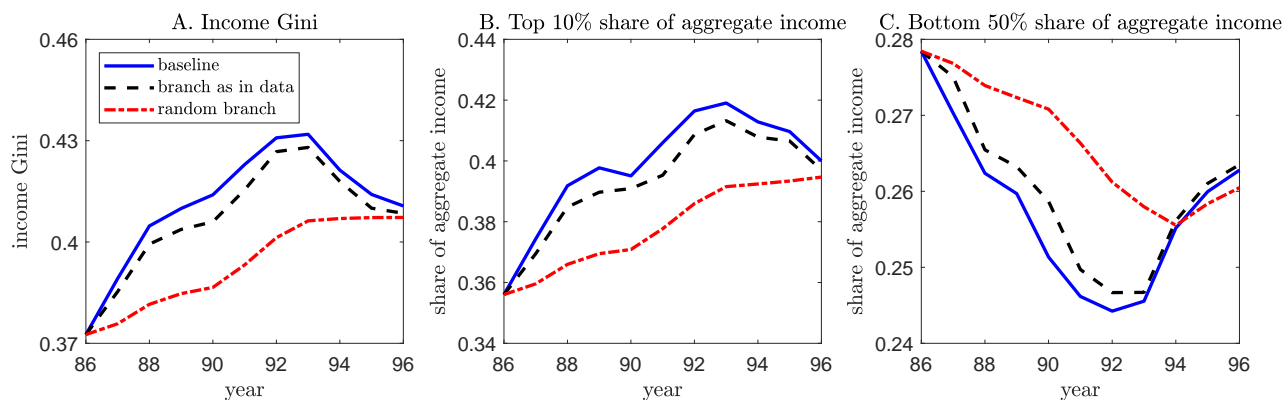 A. Income Gini
0.46
0.43
0.4
0.37
income Gini
baseline
branch as in data
random branch
86 88 90 92 94 96
year
B. Top 10% share of aggregate income
0.44
0.42
0.4
0.38
0.36
0.34
share of aggregate income
86 88 90 92 94 96
year
C. Bottom 50% share of aggregate income
0.28
0.27
0.26
0.25
0.24
share of aggregate income
86 88 90 92 94 96
year